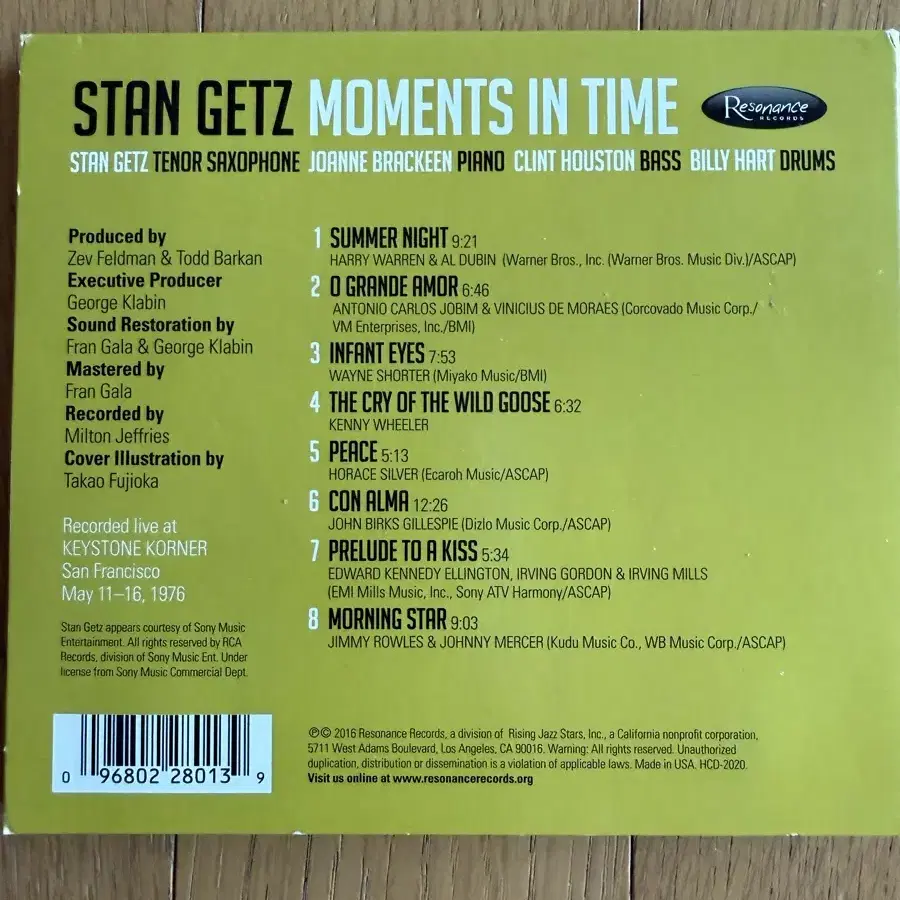 STAN GETZ MOMENTS IN TIME
Resonance
RECORDS
STAN GETZ TENOR SAXOPHONE JOANNE BRACKEEN PIANO CLINT HOUSTON BASS BILLY HART DRUMS
Produced by
Zev Feldman & Todd Barkan
Executive Producer
George Klabin
Sound Restoration by
Fran Gala & George Klabin
Mastered by
Fran Gala
Recorded by
Milton Jeffries
Cover Illustration by
Takao Fujioka
Recorded live at
KEYSTONE KORNER
San Francisco
May 11–16, 1976
Stan Getz appears courtesy of Sony Music
Entertainment. All rights reserved by RCA
Records, division of Sony Music Ent. Under
license from Sony Music Commercial Dept.
1 SUMMER NIGHT 9:21
HARRY WARREN & AL DUBIN (Warner Bros., Inc. (Warner Bros. Music Div.)/ASCAP)
2 O GRANDE AMOR 6:46
ANTONIO CARLOS JOBIM & VINICIUS DE MORAES (Corcovado Music Corp./
VM Enterprises, Inc./BMI)
3 INFANT EYES 7:53
WAYNE SHORTER (Miyako Music/BMI)
4 THE CRY OF THE WILD GOOSE 6:32
KENNY WHEELER
5 PEACE 5:13
HORACE SILVER (Ecaroh Music/ASCAP)
6 CON ALMA 12:26
JOHN BIRKS GILLESPIE (Dizlo Music Corp./ASCAP)
7 PRELUDE TO A KISS 5:34
EDWARD KENNEDY ELLINGTON, IRVING GORDON & IRVING MILLS
(EMI Mills Music, Inc., Sony ATV Harmony/ASCAP)
8 MORNING STAR 9:03
JIMMY ROWLES & JOHNNY MERCER (Kudu Music Co., WB Music Corp./ASCAP)
0 96802 28013 9
℗© 2016 Resonance Records, a division of Rising Jazz Stars, Inc., a California nonprofit corporation,
5711 West Adams Boulevard, Los Angeles, CA 90016. Warning: All rights reserved. Unauthorized
duplication, distribution or dissemination is a violation of applicable laws. Made in USA. HCD-2020.
Visit us online at www.resonancerecords.org